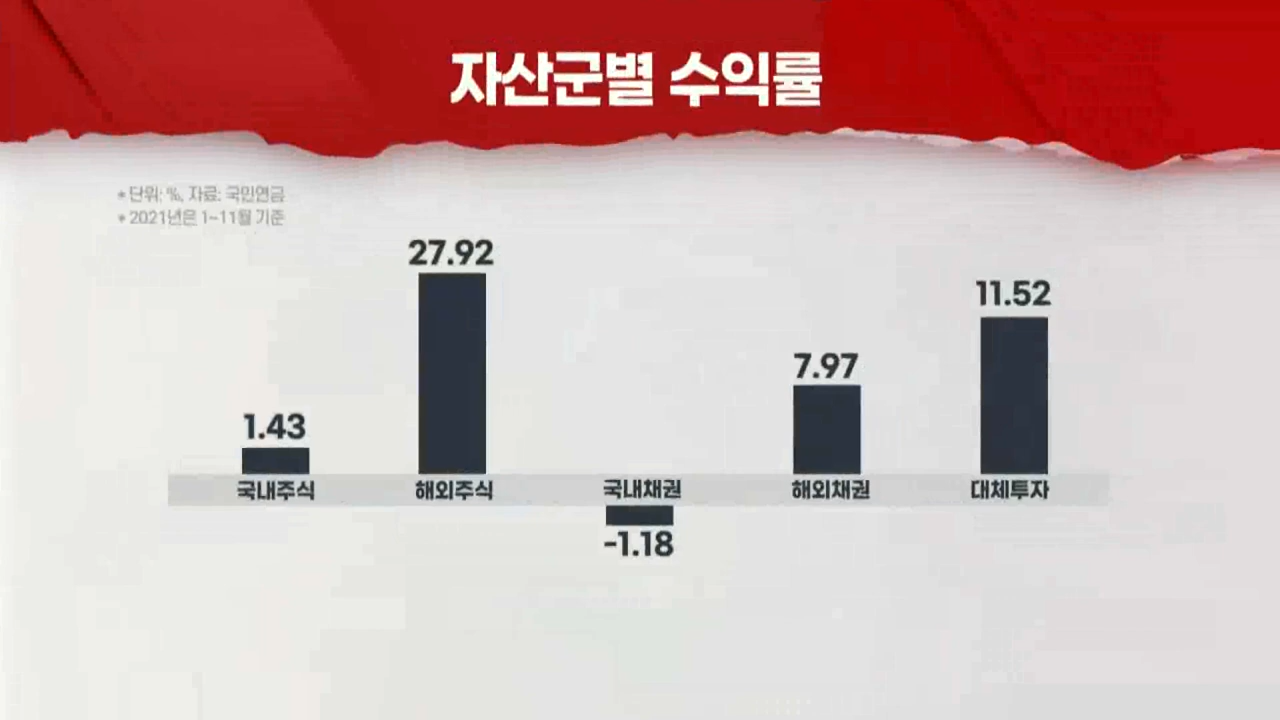 자산군별 수익률
* 단위: %, 자료: 국민연금
* 2021년은 1~11월 기준
1.43
27.92
7.97
11.52
국내주식
해외주식
국내채권
해외채권
대체투자
-1.18